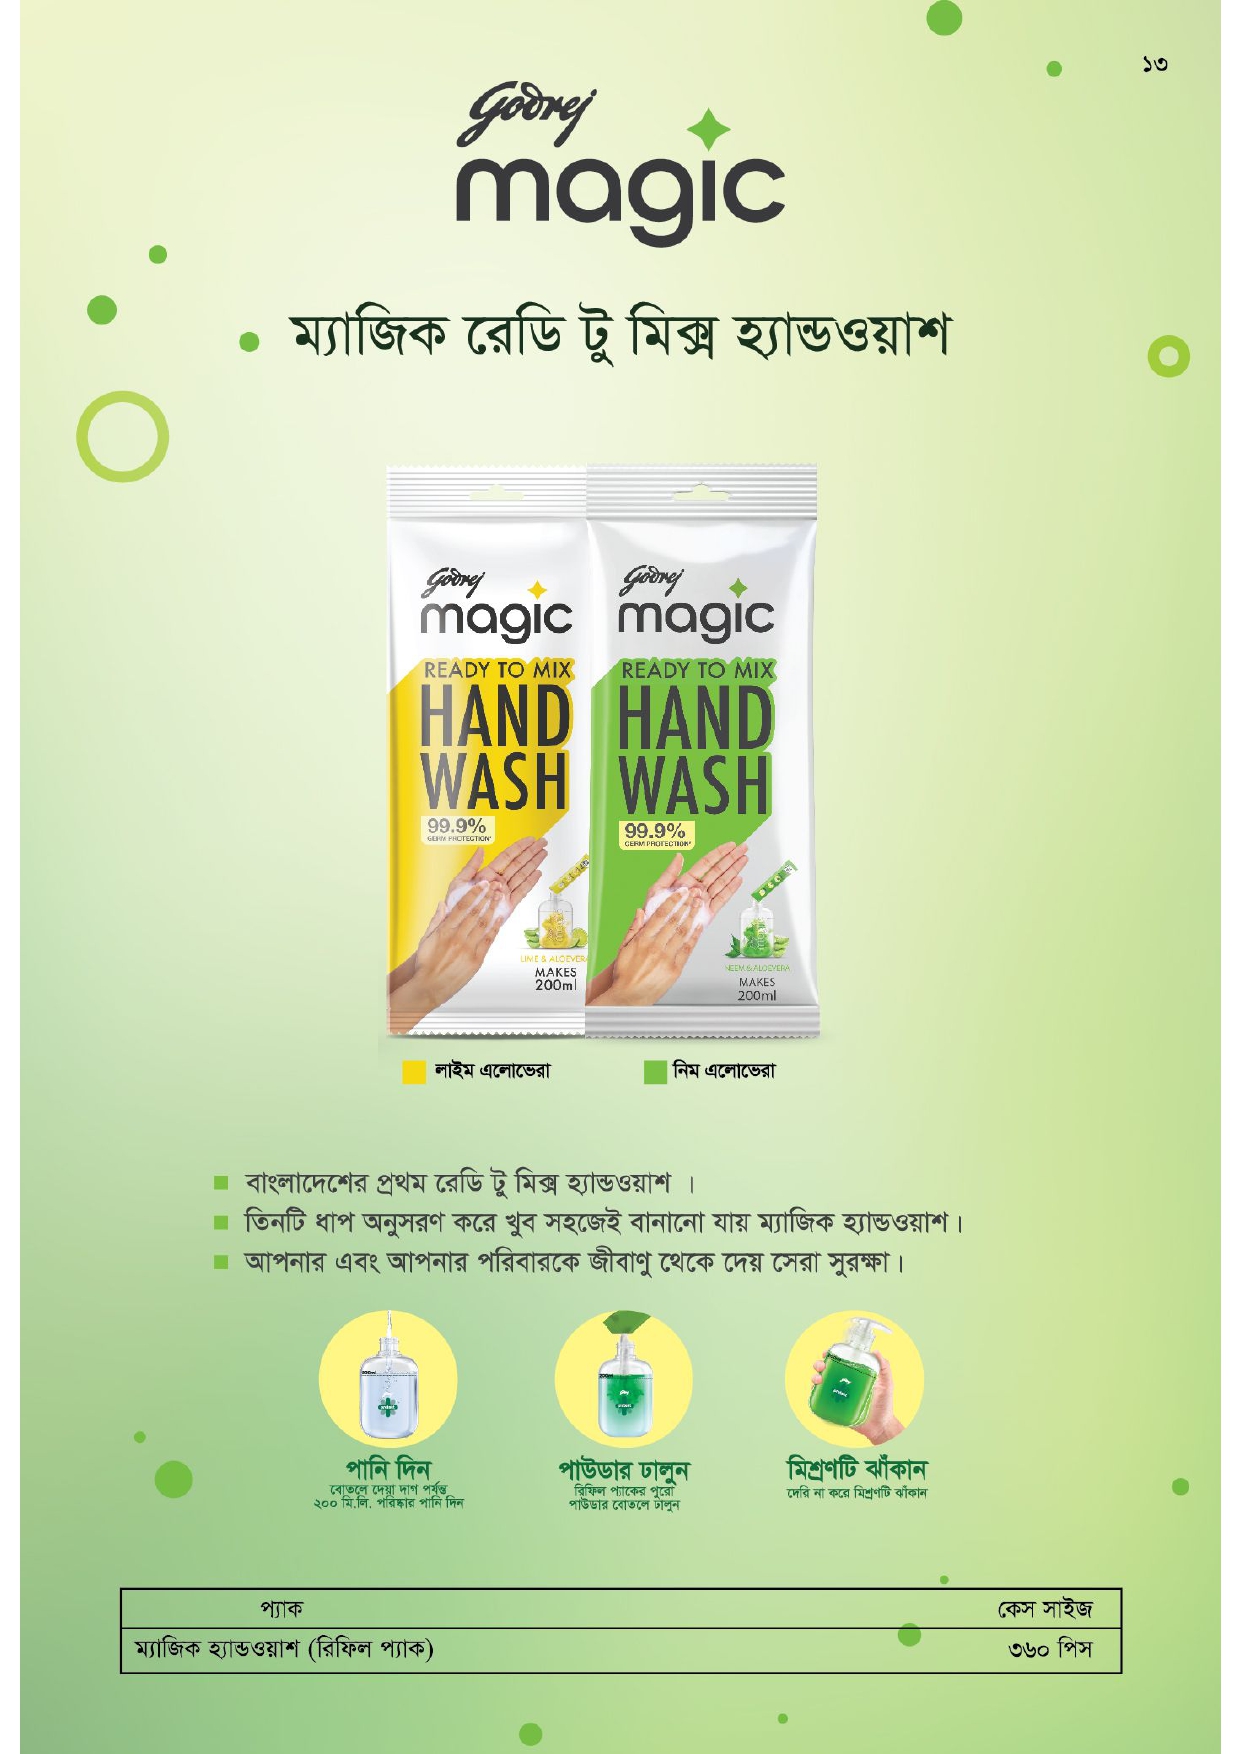 ১৩
Godrej
magic
ম্যাজিক রেডি টু মিক্স হ্যান্ডওয়াশ
Godrej
magic
READY TO MIX
HAND
WASH
99.9%
GERM PROTECTION*
LIME & ALOEVERA
MAKES
200ml
Godrej
magic
READY TO MIX
HAND
WASH
99.9%
GERM PROTECTION*
NEEM & ALOEVERA
MAKES
200ml
লাইম এলোভেরা
নিম এলোভেরা
বাংলাদেশের প্রথম রেডি টু মিক্স হ্যান্ডওয়াশ ।
তিনটি ধাপ অনুসরণ করে খুব সহজেই বানানো যায় ম্যাজিক হ্যান্ডওয়াশ।
আপনার এবং আপনার পরিবারকে জীবাণু থেকে দেয় সেরা সুরক্ষা।
পানি দিন
বোতলে দেয়া দাগ পর্যন্ত
২০০ মি.লি. পরিষ্কার পানি দিন
পাউডার ঢালুন
রিফিল প্যাকের পুরো
পাউডার বোতলে ঢালুন
মিশ্রণটি ঝাঁকান
দেরি না করে মিশ্রণটি ঝাঁকান
প্যাক কেস সাইজ
ম্যাজিক হ্যান্ডওয়াশ (রিফিল প্যাক) ৩৬০ পিস